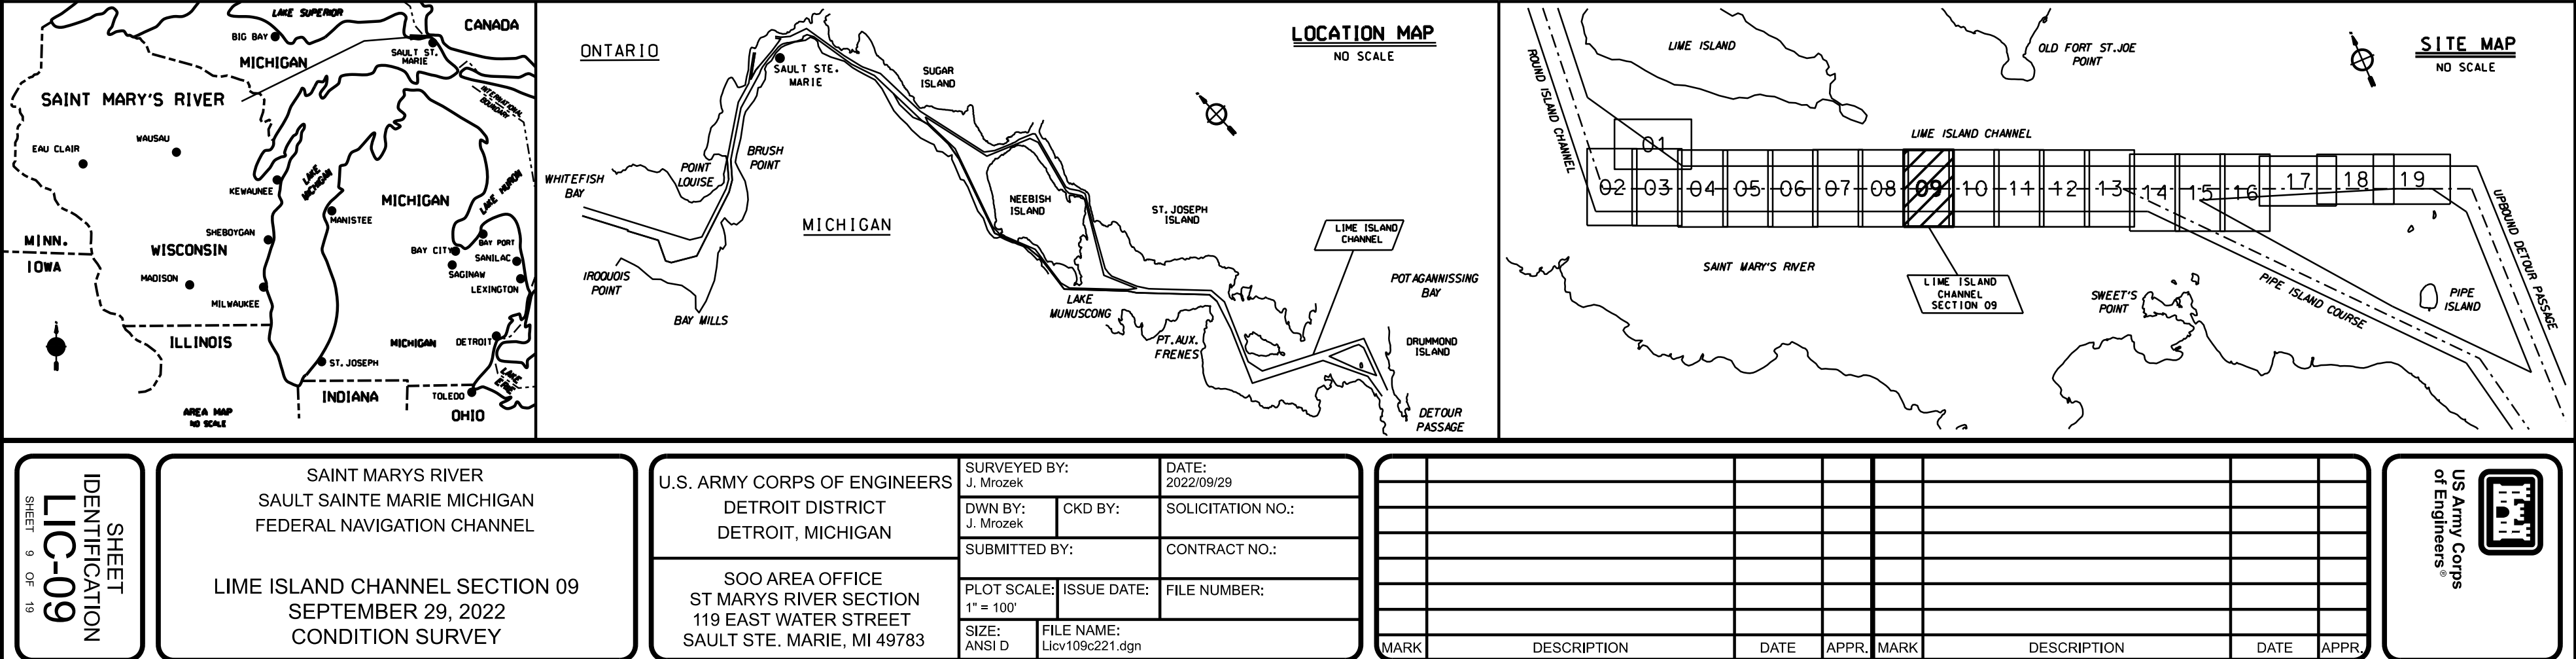 LAKE SUPERIOR
CANADA
BIG BAY
SAULT ST.
MARIE
MICHIGAN
INTERNATIONAL
BOUNDARY
SAINT MARY'S RIVER
WAUSAU
EAU CLAIR
KEWAUNEE
LAKE
MICHIGAN
MICHIGAN
LAKE HURON
MANISTEE
SHEBOYGAN
MINN.
WISCONSIN
BAY CITY
BAY PORT
IOWA
SANILAC
SAGINAW
MADISON
LEXINGTON
MILWAUKEE
ILLINOIS
MICHIGAN
DETROIT
ST. JOSEPH
LAKE
ERIE
INDIANA
TOLEDO
OHIO
AREA MAP
NO SCALE
ONTARIO
LOCATION MAP
NO SCALE
SAULT STE.
MARIE
SUGAR
ISLAND
BRUSH
POINT
POINT
LOUISE
WHITEFISH
BAY
NEEBISH
ISLAND
ST. JOSEPH
ISLAND
MICHIGAN
LIME ISLAND
CHANNEL
IROQUOIS
POINT
POTAGANNISSING
BAY
LAKE
MUNUSCONG
BAY MILLS
PT. AUX.
FRENES
DRUMMOND
ISLAND
DETOUR
PASSAGE
SITE MAP
NO SCALE
LIME ISLAND
OLD FORT ST.JOE
POINT
ROUND ISLAND CHANNEL
LIME ISLAND CHANNEL
01
02 03 04 05 06 07 08 09 10 11 12 13 14 15 16 17 18 19
UPBOUND DETOUR PASSAGE
SAINT MARY'S RIVER
LIME ISLAND
CHANNEL
SECTION 09
SWEET'S
POINT
PIPE ISLAND COURSE
PIPE
ISLAND
SHEET
IDENTIFICATION
LIC-09
SHEET 9 OF 19
SAINT MARYS RIVER
SAULT SAINTE MARIE MICHIGAN
FEDERAL NAVIGATION CHANNEL
LIME ISLAND CHANNEL SECTION 09
SEPTEMBER 29, 2022
CONDITION SURVEY
U.S. ARMY CORPS OF ENGINEERS
DETROIT DISTRICT
DETROIT, MICHIGAN
SOO AREA OFFICE
ST MARYS RIVER SECTION
119 EAST WATER STREET
SAULT STE. MARIE, MI 49783
SURVEYED BY:
J. Mrozek
DATE:
2022/09/29
DWN BY:
J. Mrozek
CKD BY:
SOLICITATION NO.:
SUBMITTED BY:
CONTRACT NO.:
PLOT SCALE:
1" = 100'
ISSUE DATE:
FILE NUMBER:
SIZE:
ANSI D
FILE NAME:
Licv109c221.dgn
MARK DESCRIPTION DATE APPR. MARK DESCRIPTION DATE APPR.
US Army Corps
of Engineers®